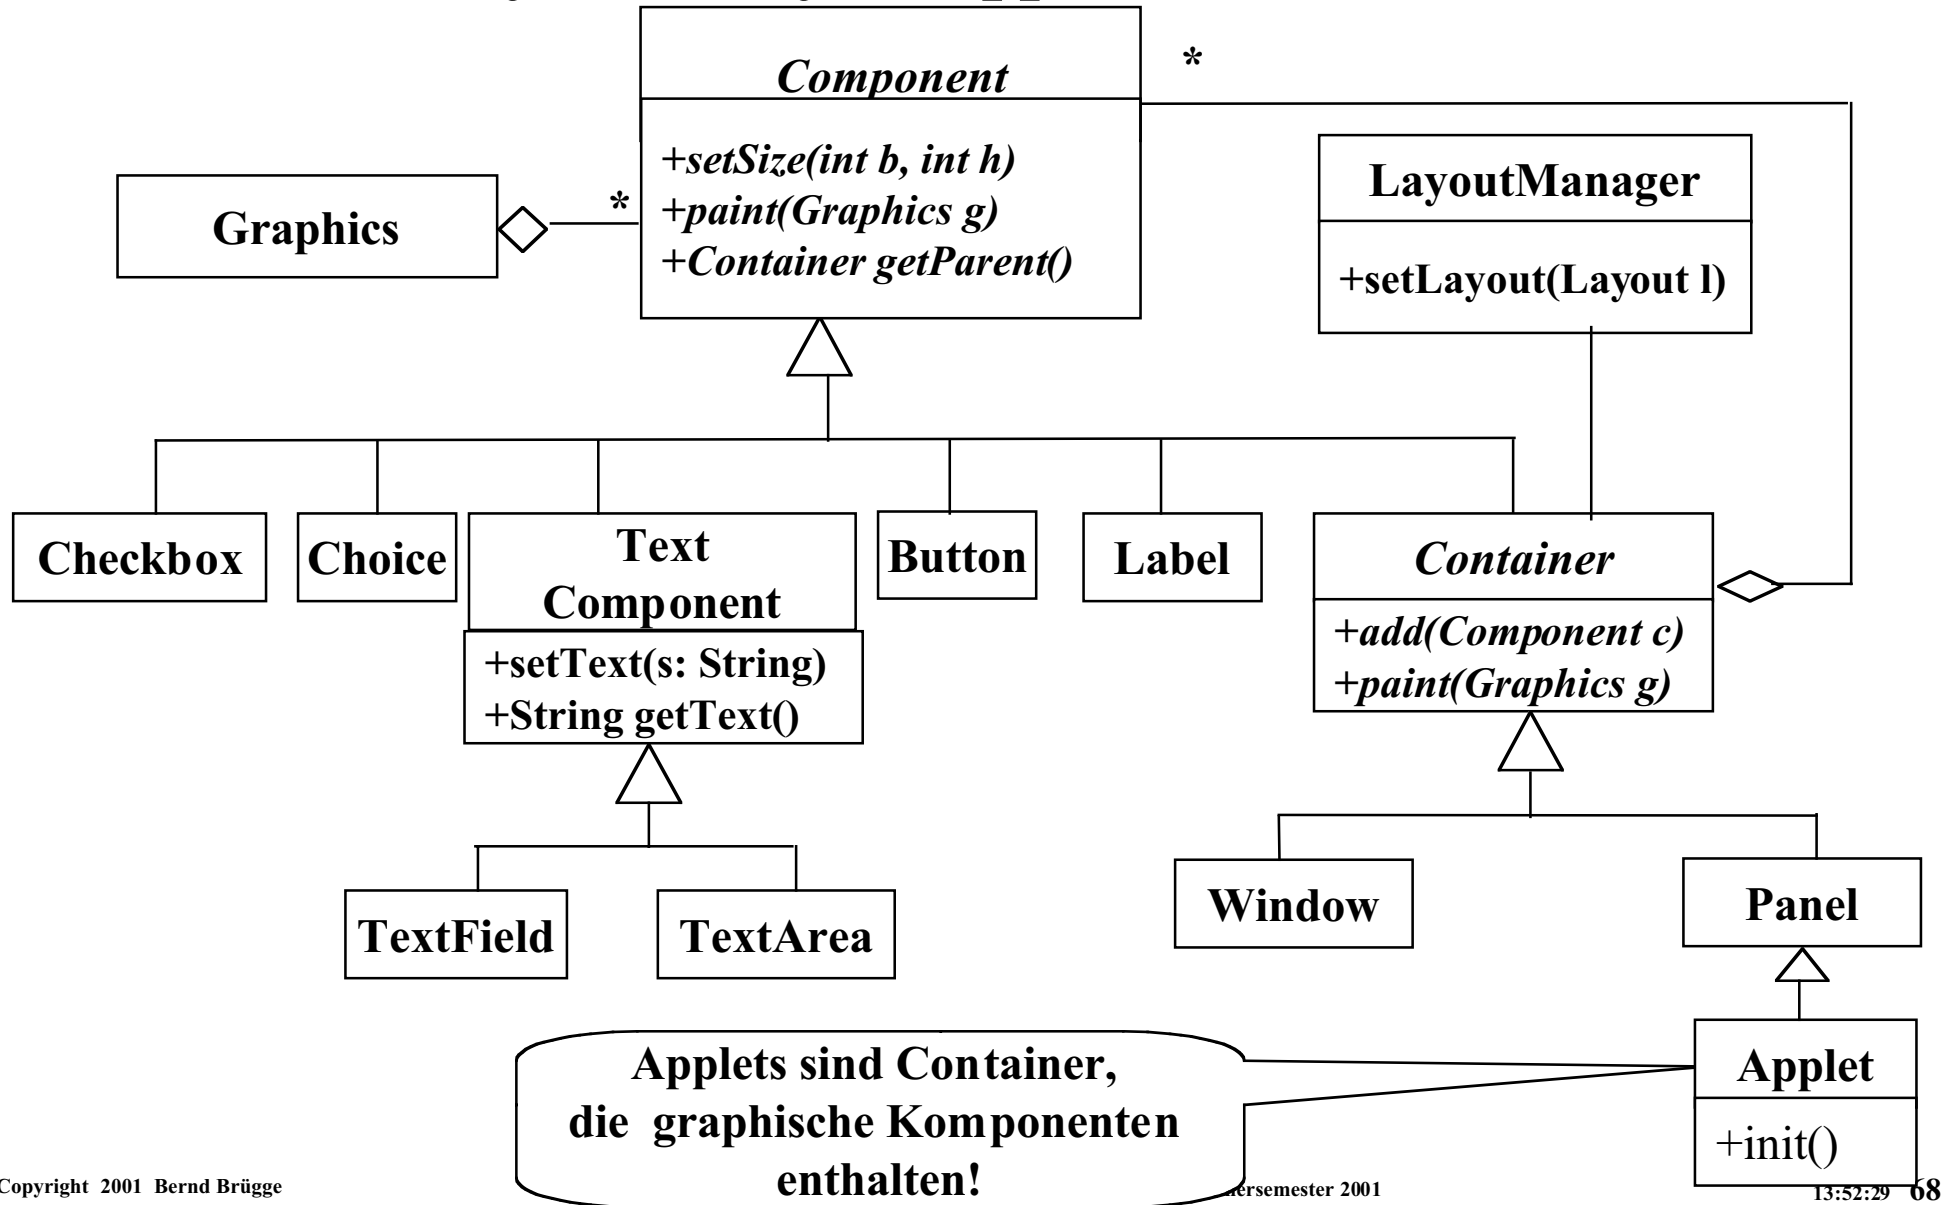 Component
*
+setSize(int b, int h)
+paint(Graphics g)
+Container getParent()
Graphics
*
LayoutManager
+setLayout(Layout l)
Checkbox
Choice
Text
Component
+setText(s: String)
+String getText()
Button
Label
Container
+add(Component c)
+paint(Graphics g)
TextField
TextArea
Window
Panel
Applet
+init()
Applets sind Container,
die graphische Komponenten
enthalten!
Copyright 2001 Bernd Brügge
ersemester 2001
13:52:29 68